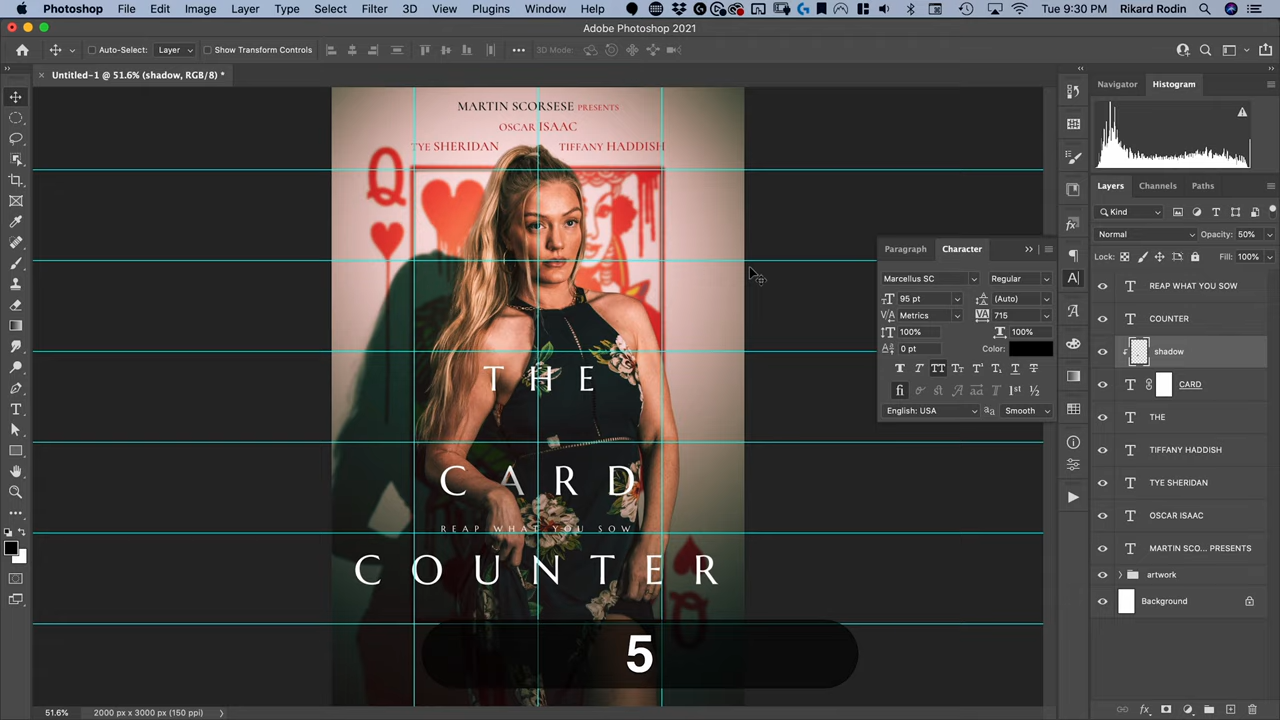 Photoshop File Edit Image Layer Type Select Filter 3D View Plugins Window Help Tue 9:30 PM Rikard Rodin
Adobe Photoshop 2021
Auto-Select: Layer Show Transform Controls 3D Mode:
Untitled-1 @ 51.6% (shadow, RGB/8) *
MARTIN SCORSESE PRESENTS
OSCAR ISAAC
TYE SHERIDAN TIFFANY HADDISH
Q
THE
CARD
REAP WHAT YOU SOW
COUNTER
Q
5
51.6% 2000 px x 3000 px (150 ppi)
Paragraph Character
Marcellus SC Regular
95 pt (Auto)
Metrics 715
100% 100%
0 pt Color:
English: USA Smooth
Navigator Histogram
Layers Channels Paths
Kind
Normal Opacity: 50%
Lock: Fill: 100%
REAP WHAT YOU SOW
COUNTER
shadow
CARD
THE
TIFFANY HADDISH
TYE SHERIDAN
OSCAR ISAAC
MARTIN SCO... PRESENTS
artwork
Background